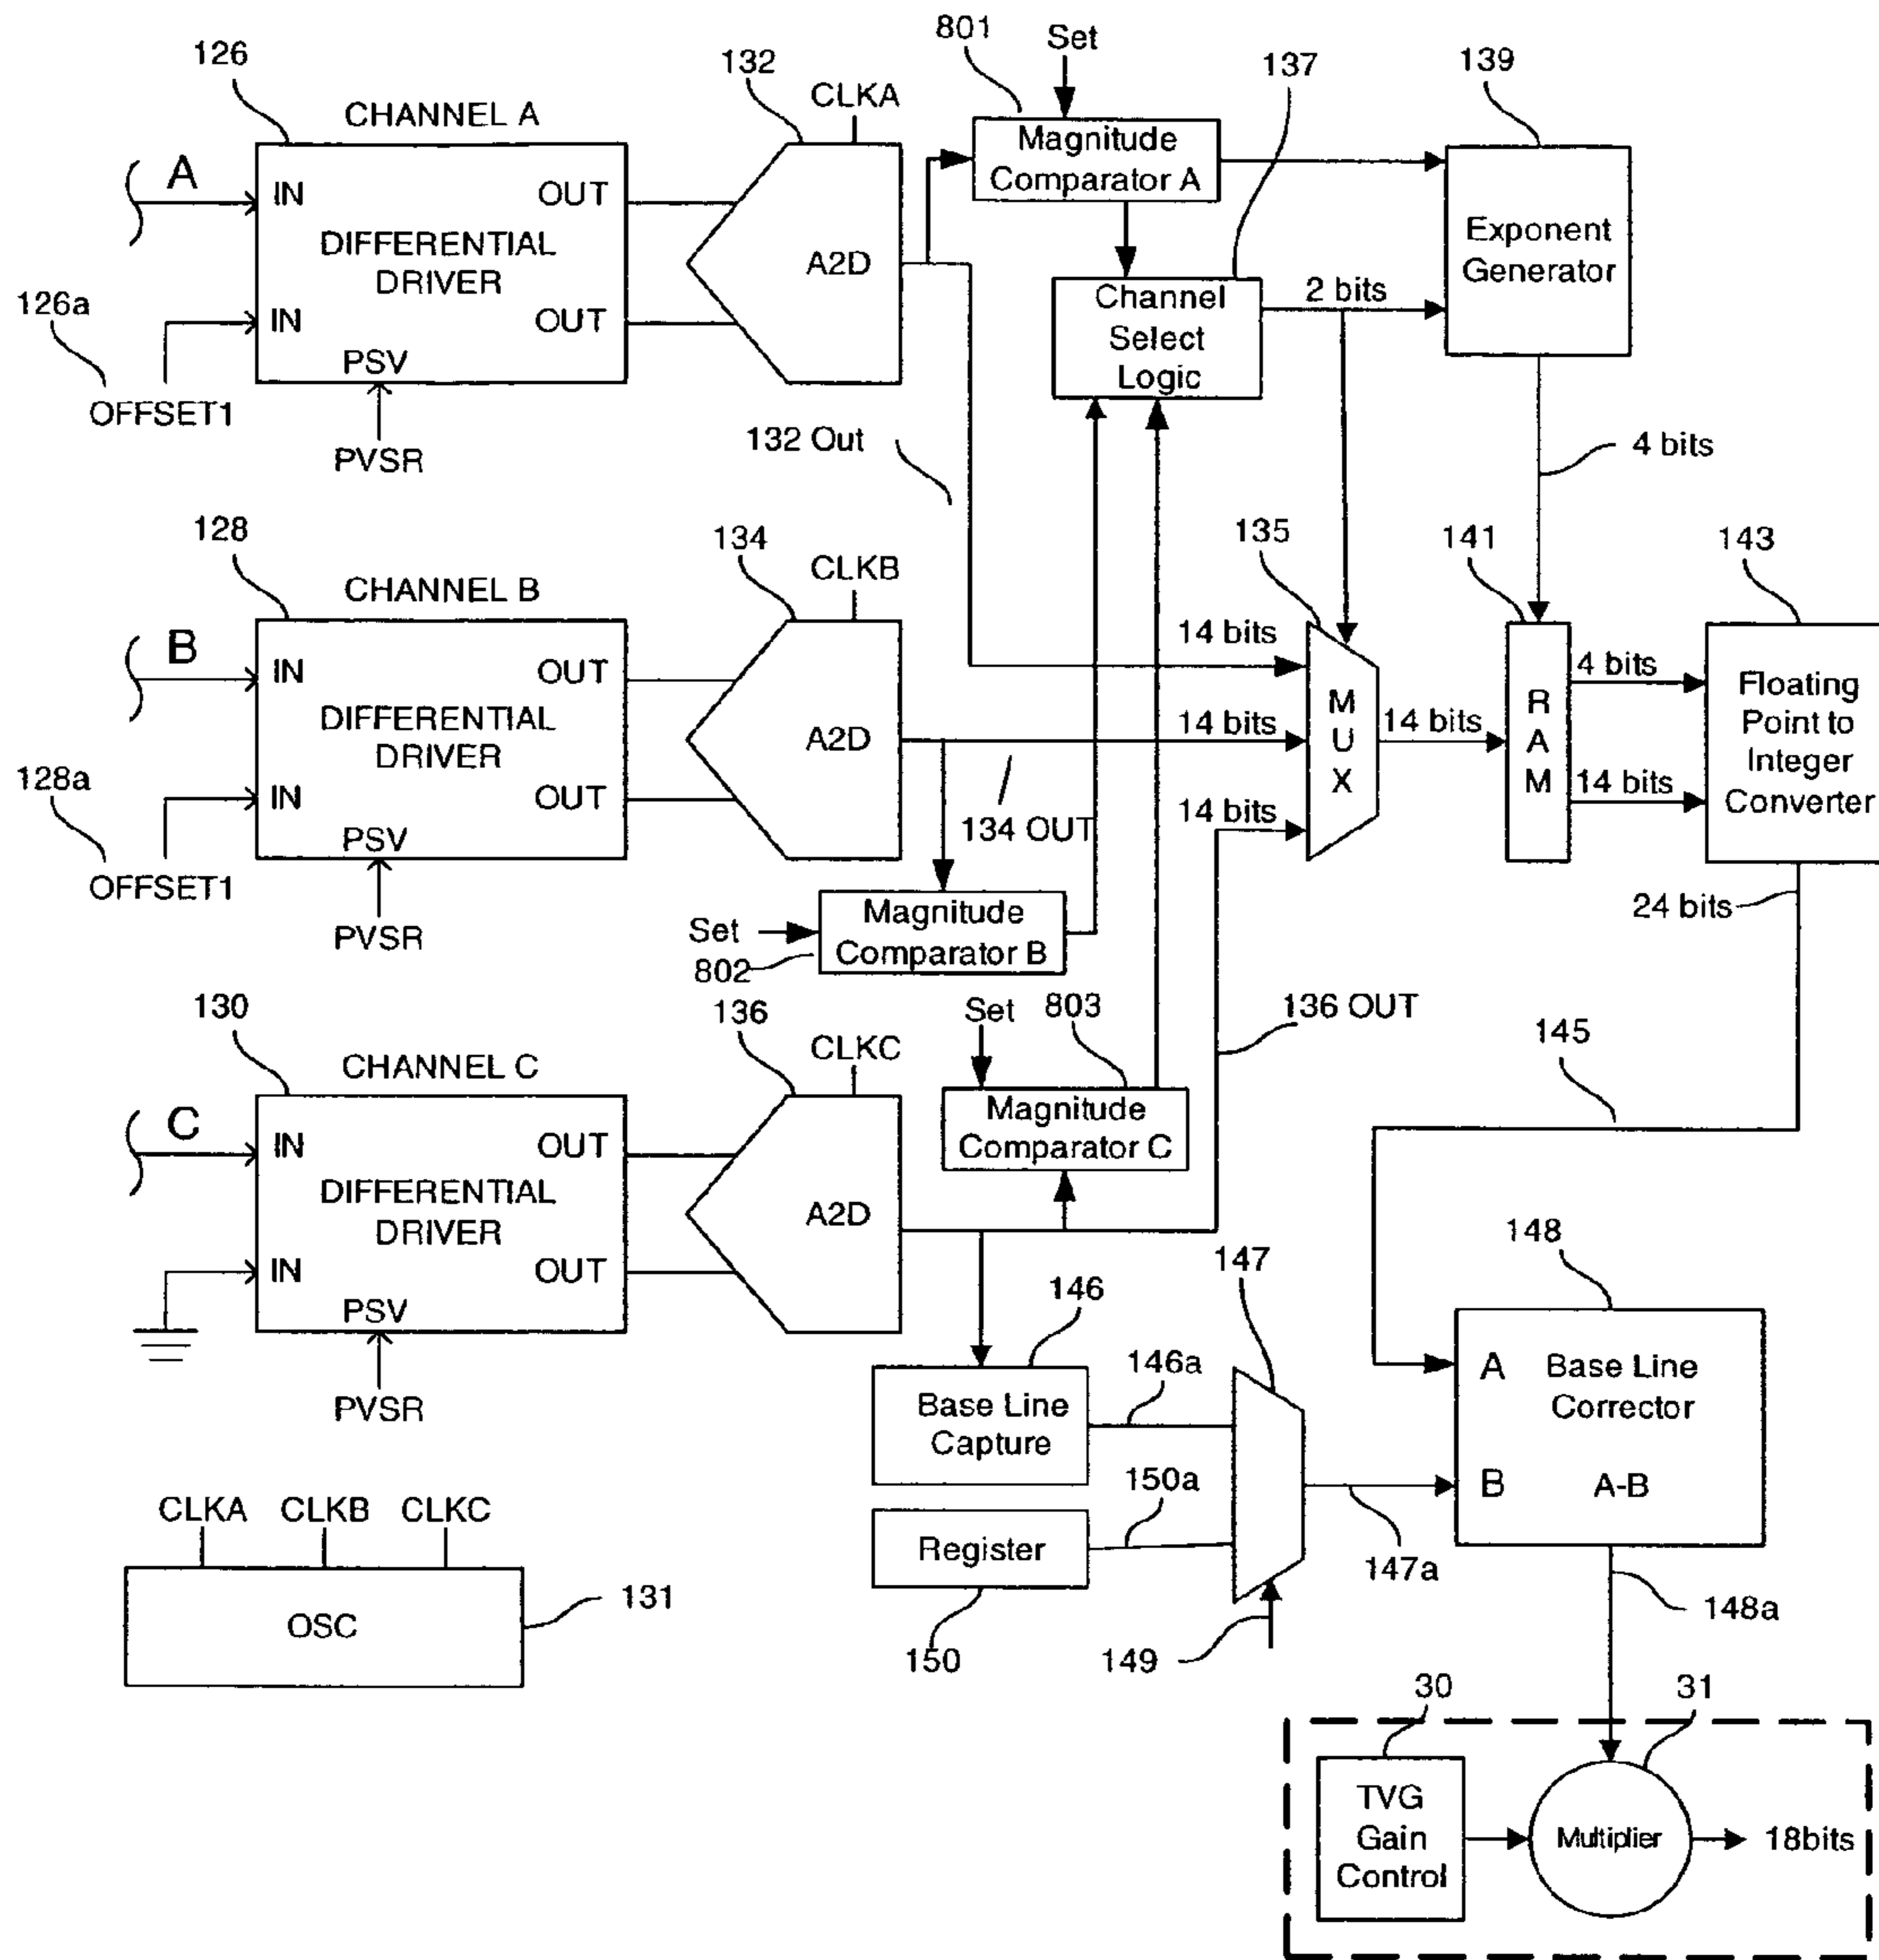 801
Set
126
132
137
139
CHANNEL A
CLKA
Magnitude
Comparator A
A
IN
OUT
DIFFERENTIAL
DRIVER
A2D
Exponent
Generator
126a
IN
OUT
PSV
OFFSET1
PVSR
Channel
Select
Logic
2 bits
132 Out
4 bits
128
134
135
141
143
CHANNEL B
CLKB
B
IN
OUT
DIFFERENTIAL
DRIVER
A2D
14 bits
14 bits
14 bits
M
U
X
14 bits
R
A
M
4 bits
14 bits
Floating
Point to
Integer
Converter
128a
IN
OUT
PSV
OFFSET1
PVSR
134 OUT
24 bits
Set
802
Magnitude
Comparator B
130
136
Set
803
136 OUT
145
CHANNEL C
CLKC
Magnitude
Comparator C
C
IN
OUT
DIFFERENTIAL
DRIVER
A2D
IN
OUT
PSV
PVSR
146
147
148
Base Line
Capture
146a
A
Base Line
Corrector
B
A-B
Register
150a
147a
150
149
148a
CLKA
CLKB
CLKC
OSC
131
30
31
TVG
Gain
Control
Multiplier
18bits